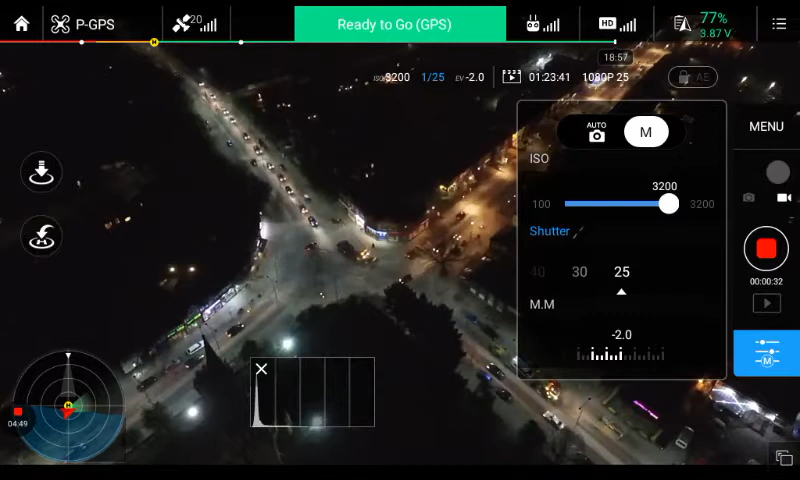 P-GPS
20
Ready to Go (GPS)
HD
77%
3.87 V
18:57
ISO 3200
1/25
EV -2.0
01:23:41
1080P 25
AE
MENU
AUTO
M
ISO
3200
100
3200
Shutter
40
30
25
M.M
-2.0
00:00:32
M
H
H
04:49